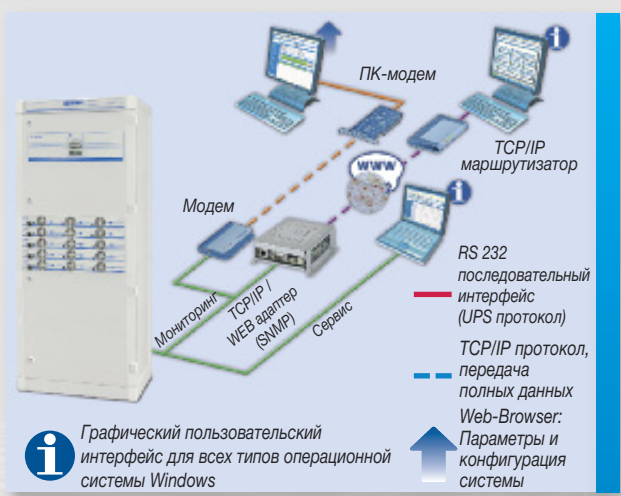 ПК-модем
TCP/IP
маршрутизатор
www
Модем
Мониторинг
TCP/IP /
WEB адаптер
(SNMP)
Сервис
RS 232
последовательный
интерфейс
(UPS протокол)
TCP/IP протокол,
передача
полных данных
Web-Browser:
Параметры и
конфигурация
системы
i
Графический пользовательский
интерфейс для всех типов операционной
системы Windows